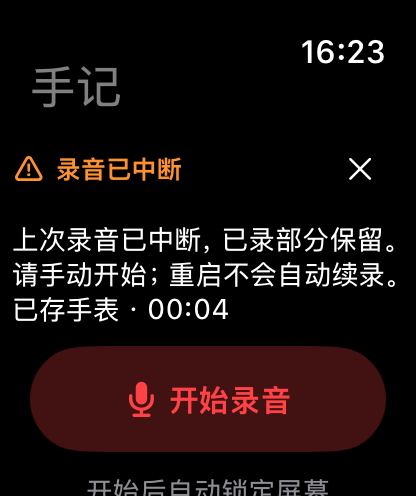 16:23
手记
录音已中断
上次录音已中断，已录部分保留。
请手动开始；重启不会自动续录。
已存手表 · 00:04
开始录音
开始后自动锁定屏幕